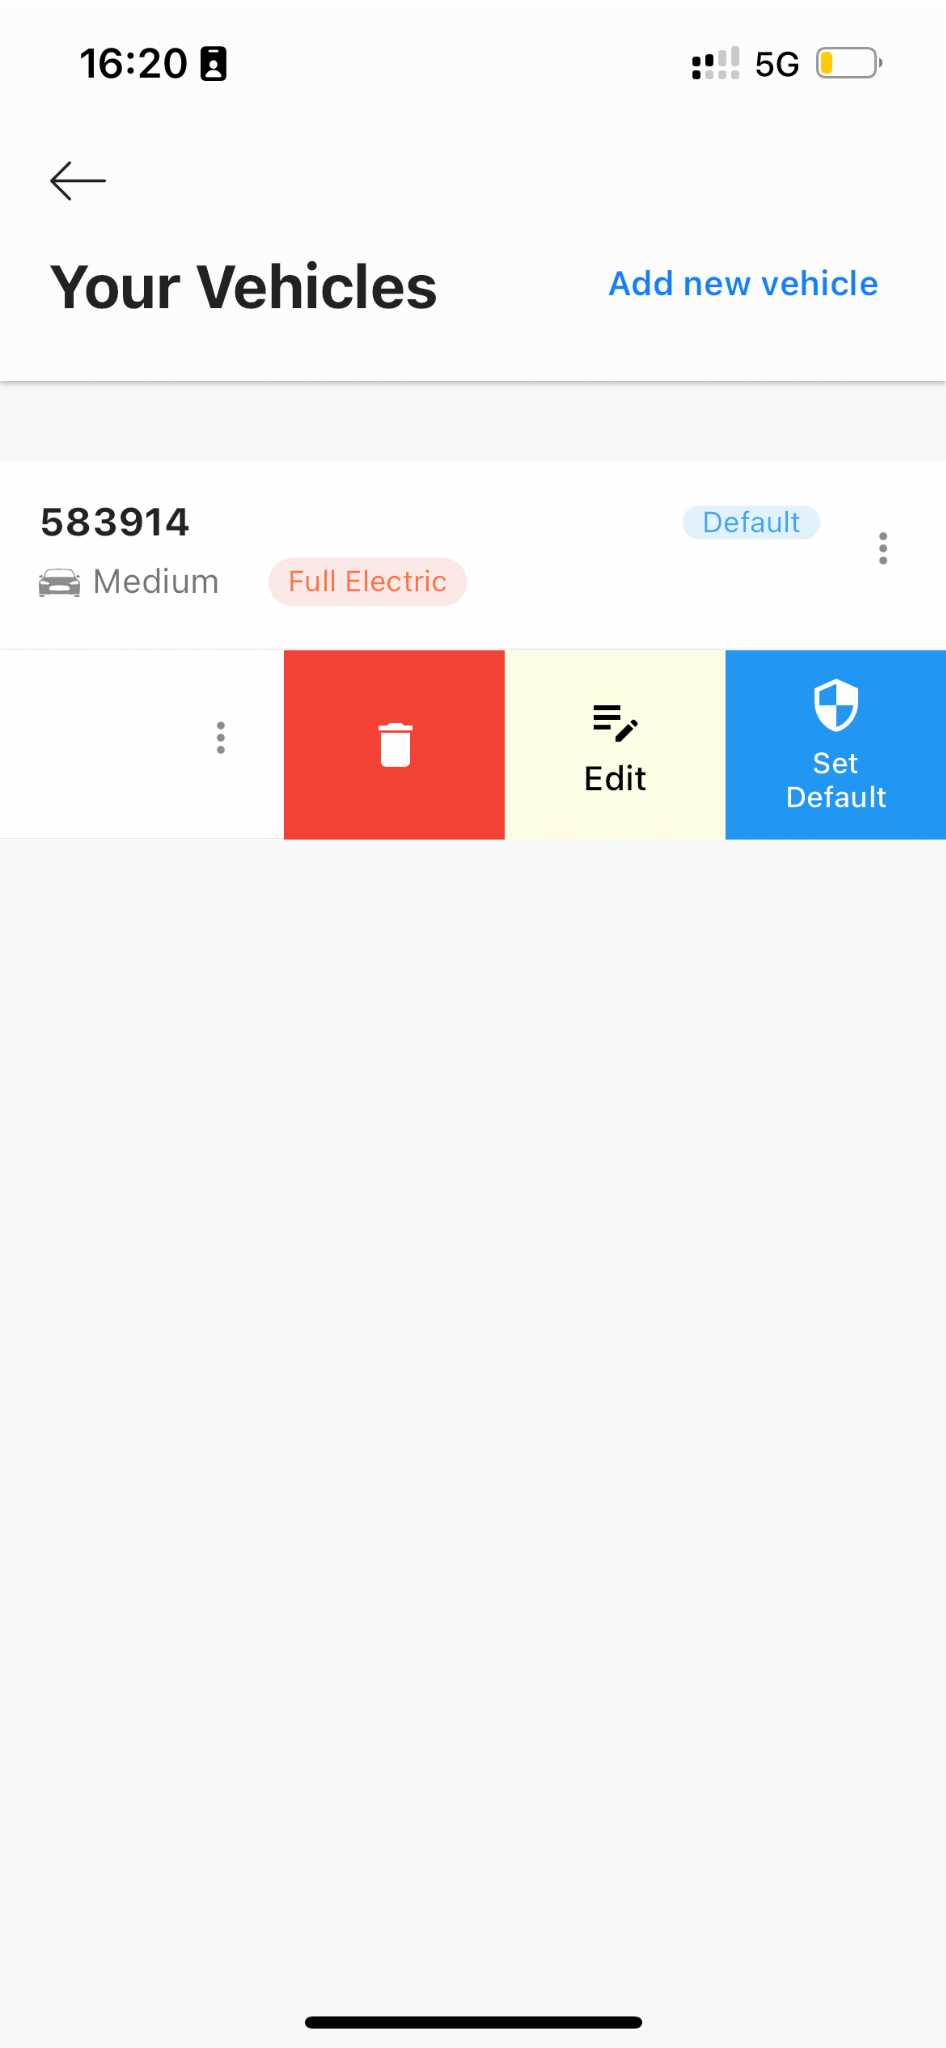 16:20
5G
Your Vehicles
Add new vehicle
583914
Default
Medium
Full Electric
Edit
Set
Default